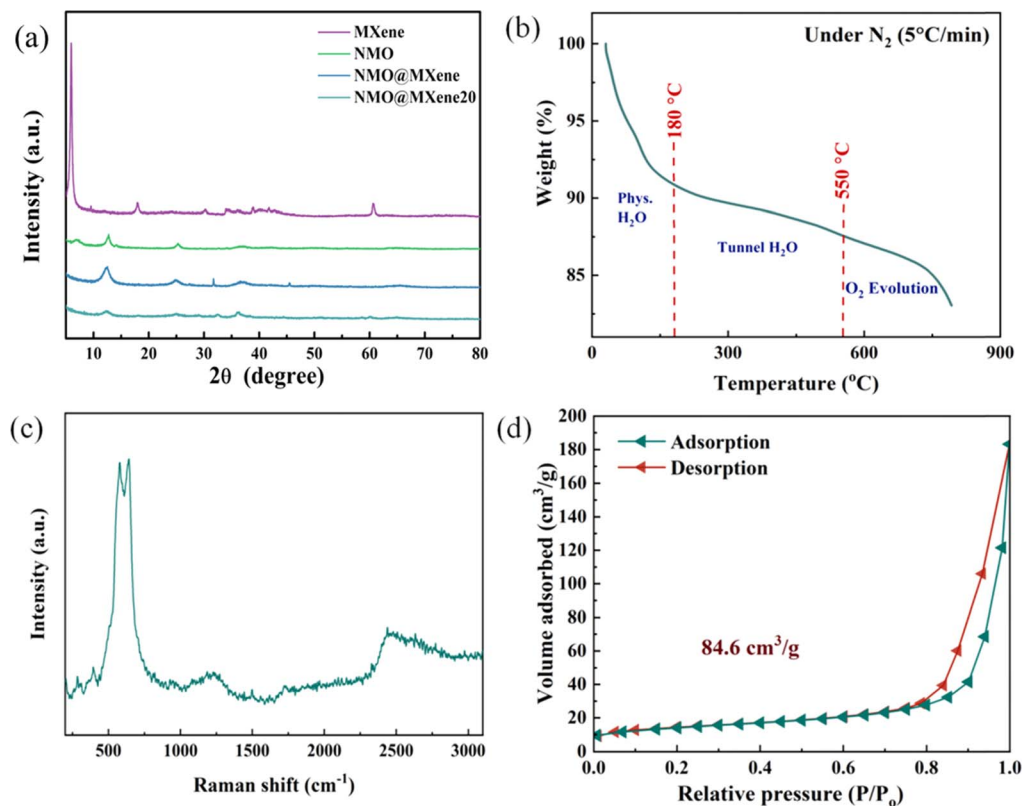 (a)
MXene
NMO
NMO@MXene
NMO@MXene20
Intensity (a.u.)
10 20 30 40 50 60 70 80
2θ (degree)
(b)
Under N₂ (5°C/min)
100
95
90
85
Weight (%)
180 °C
550 °C
Phys.
H₂O
Tunnel H₂O
O₂ Evolution
0 300 600 900
Temperature (°C)
(c)
Intensity (a.u.)
500 1000 1500 2000 2500 3000
Raman shift (cm⁻¹)
(d)
200
180
160
140
120
100
80
60
40
20
0
Volume adsorbed (cm³/g)
Adsorption
Desorption
84.6 cm³/g
0.0 0.2 0.4 0.6 0.8 1.0
Relative pressure (P/Pₒ)